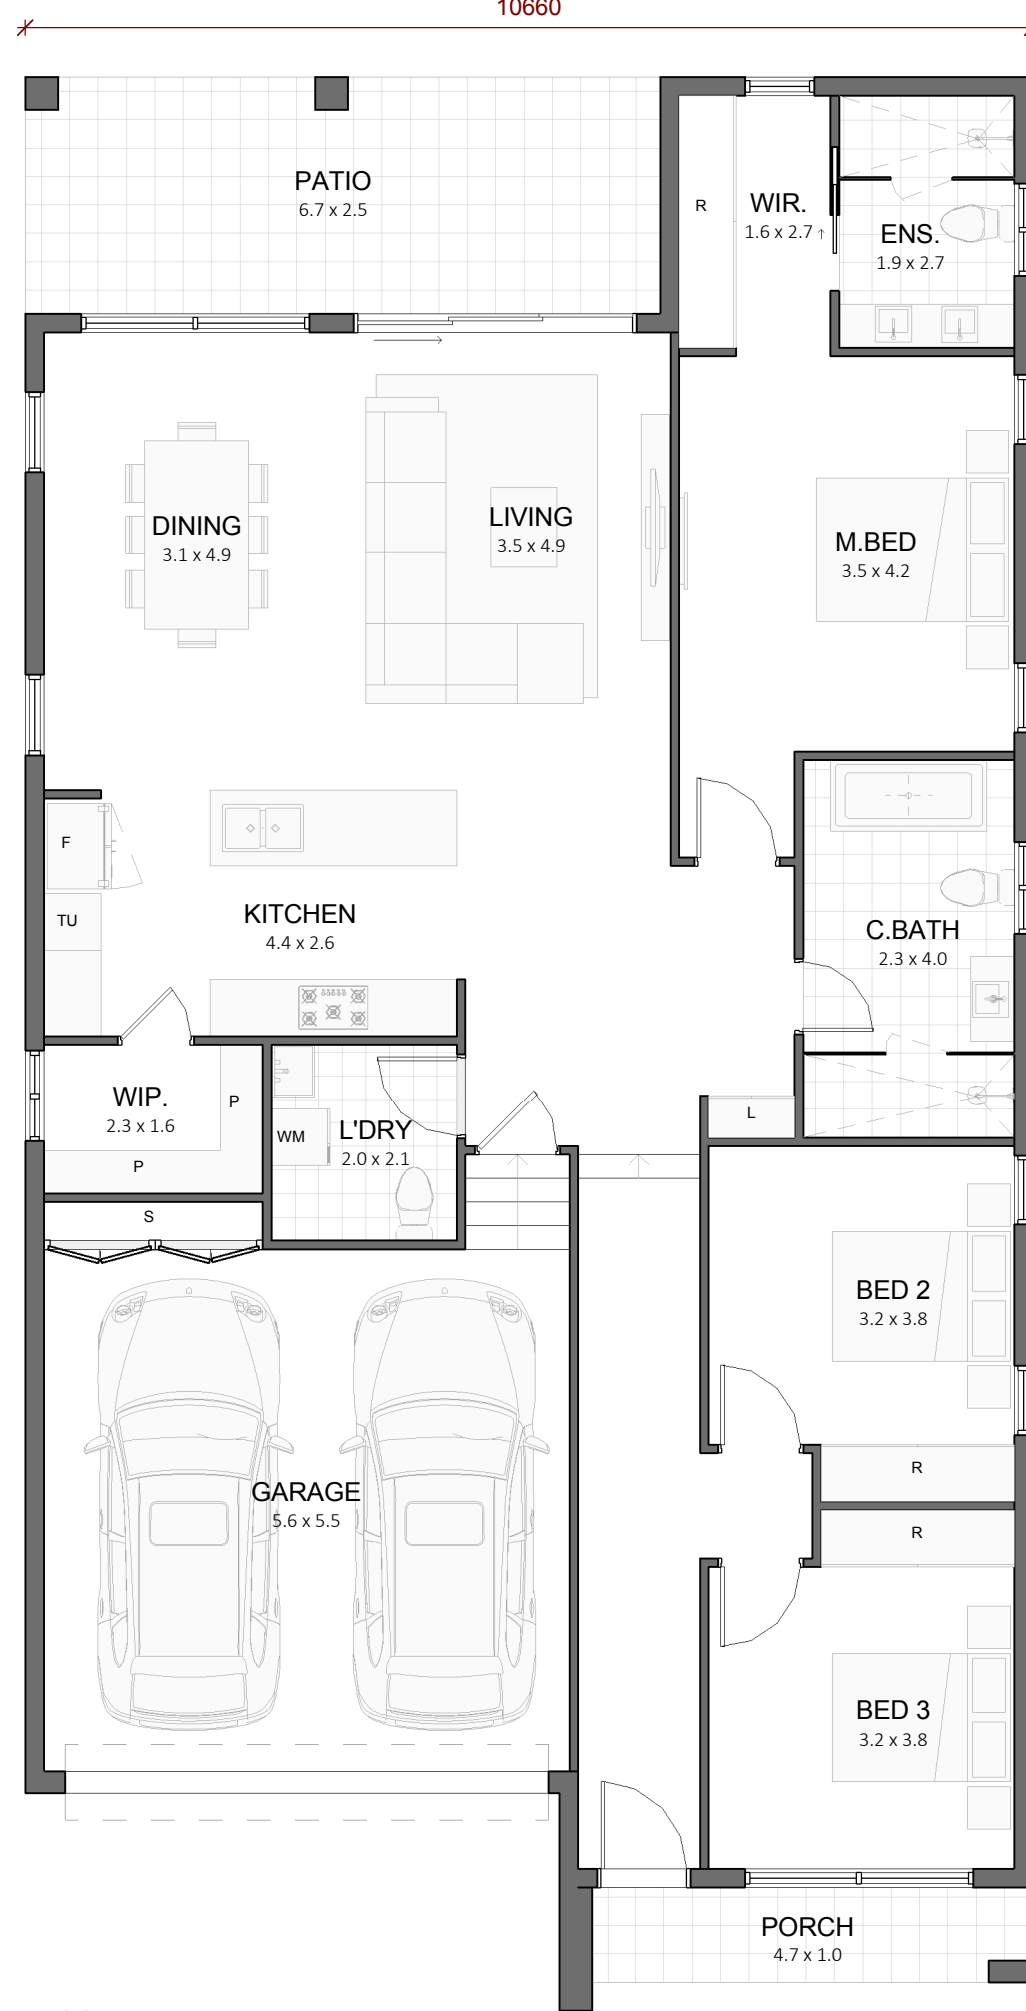 10660
PATIO
6.7 x 2.5
R
WIR.
1.6 x 2.7
ENS.
1.9 x 2.7
DINING
3.1 x 4.9
LIVING
3.5 x 4.9
M.BED
3.5 x 4.2
F
TU
KITCHEN
4.4 x 2.6
C.BATH
2.3 x 4.0
WIP.
2.3 x 1.6
P
P
WM
L'DRY
2.0 x 2.1
L
S
BED 2
3.2 x 3.8
R
R
GARAGE
5.6 x 5.5
BED 3
3.2 x 3.8
PORCH
4.7 x 1.0